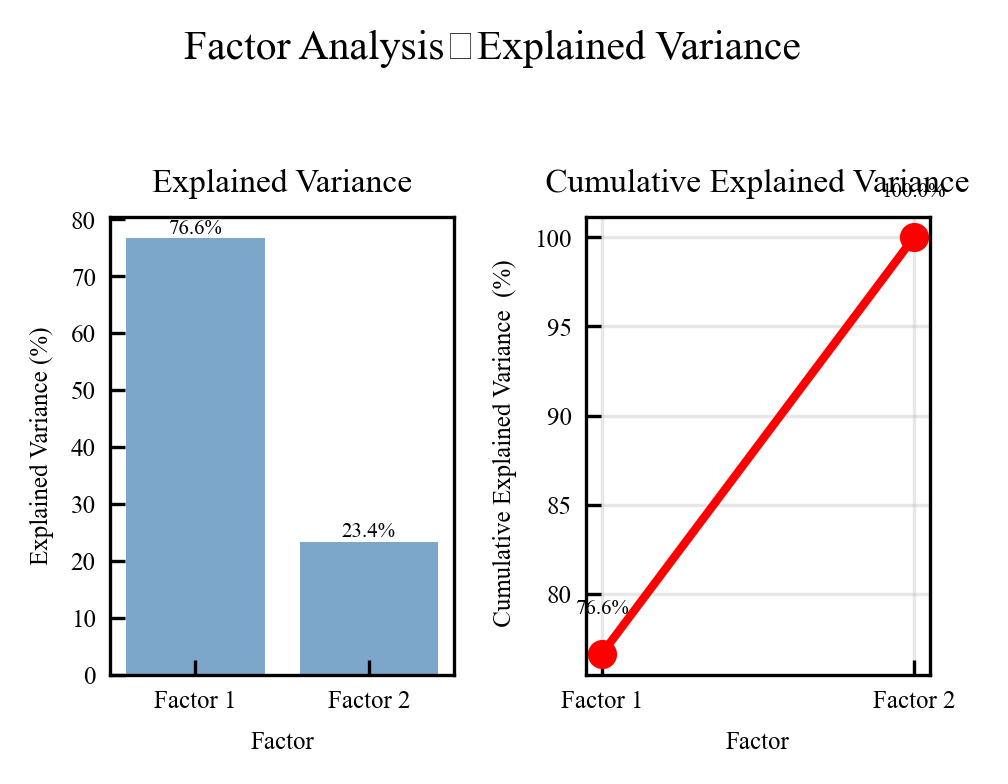 Factor Analysis□Explained Variance
Explained Variance
80
70
60
50
40
30
20
10
0
Explained Variance (%)
76.6%
23.4%
Factor 1
Factor 2
Factor
Cumulative Explained Variance
100.0%
100
95
90
85
80
Cumulative Explained Variance (%)
76.6%
Factor 1
Factor 2
Factor